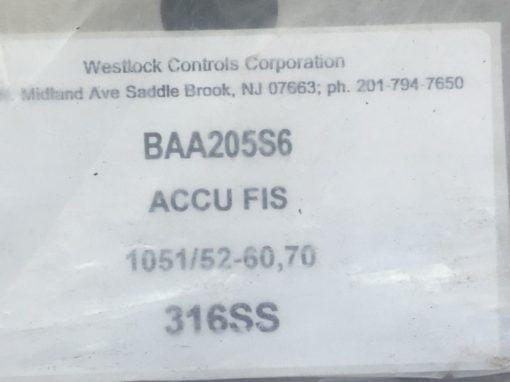 Westlock Controls Corporation
Midland Ave Saddle Brook, NJ 07663; ph. 201-794-7650
BAA205S6
ACCU FIS
1051/52-60,70
316SS